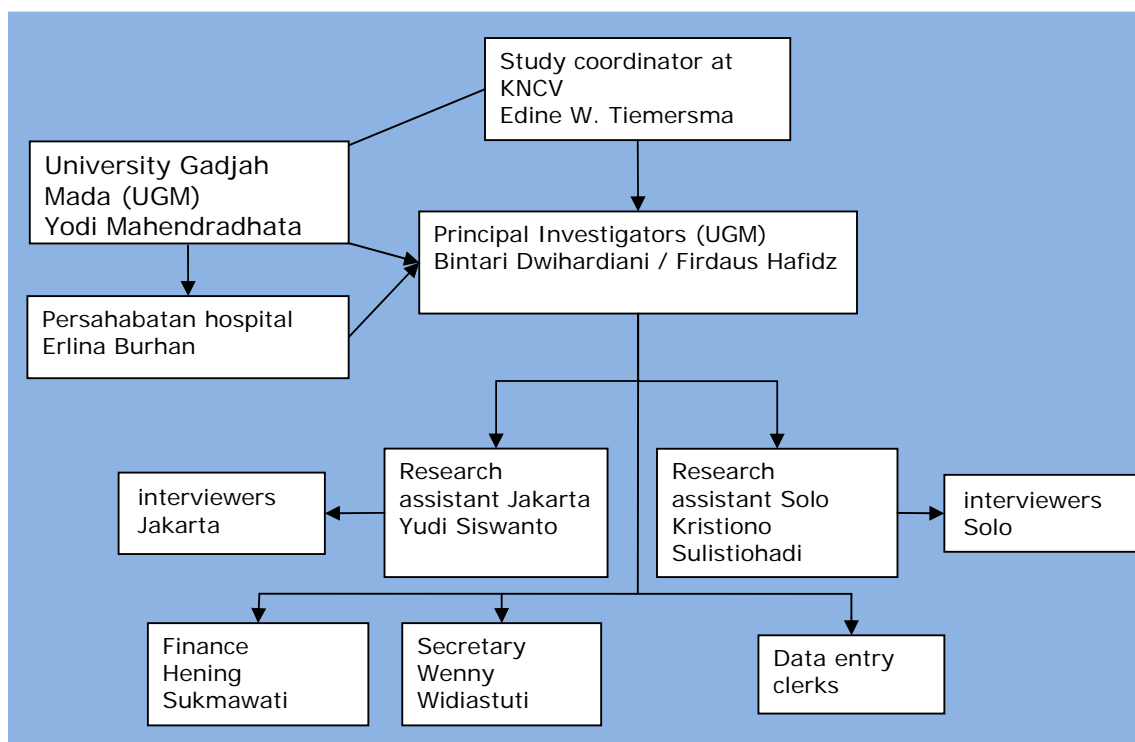 Study coordinator at
KNCV
Edine W. Tiemersma
University Gadjah
Mada (UGM)
Yodi Mahendradhata
Principal Investigators (UGM)
Bintari Dwihardiani / Firdaus Hafidz
Persahabatan hospital
Erlina Burhan
interviewers
Jakarta
Research
assistant Jakarta
Yudi Siswanto
Research
assistant Solo
Kristiono
Sulistiohadi
interviewers
Solo
Finance
Hening
Sukmawati
Secretary
Wenny
Widiastuti
Data entry
clerks